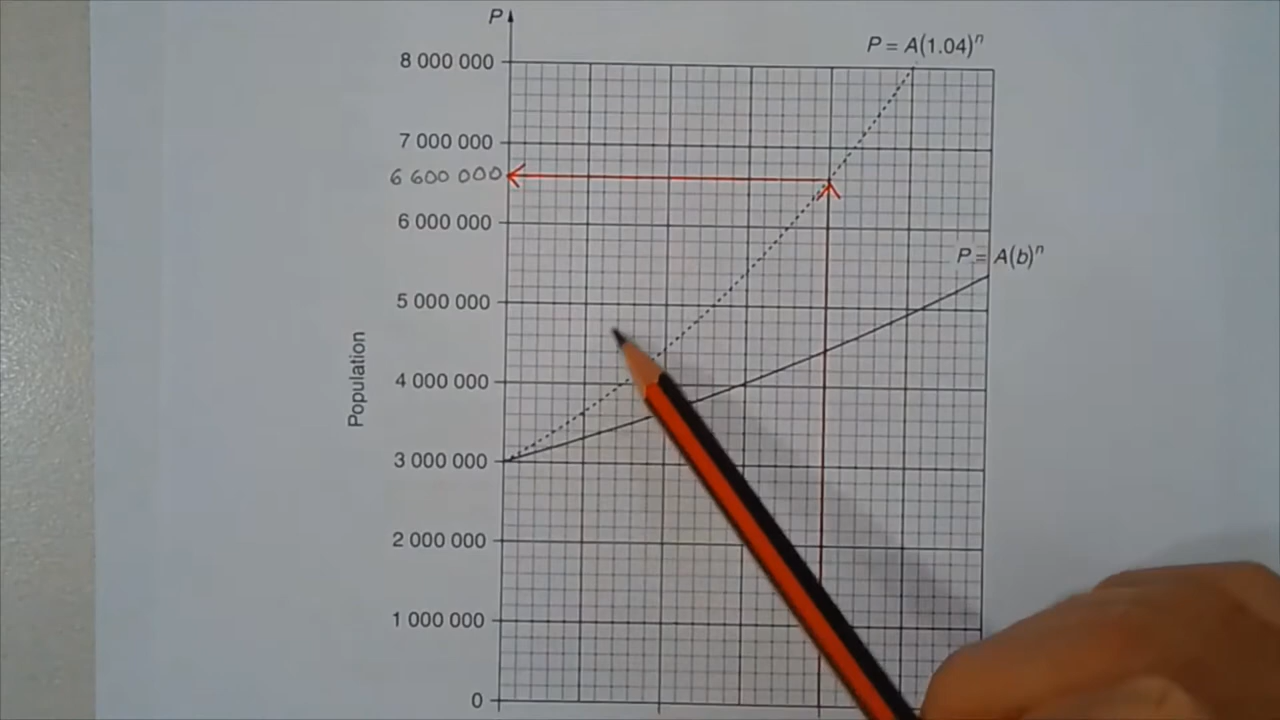 P
P = A(1.04)ⁿ
8 000 000
7 000 000
6 600 000
6 000 000
P = A(b)ⁿ
5 000 000
Population
4 000 000
3 000 000
2 000 000
1 000 000
0